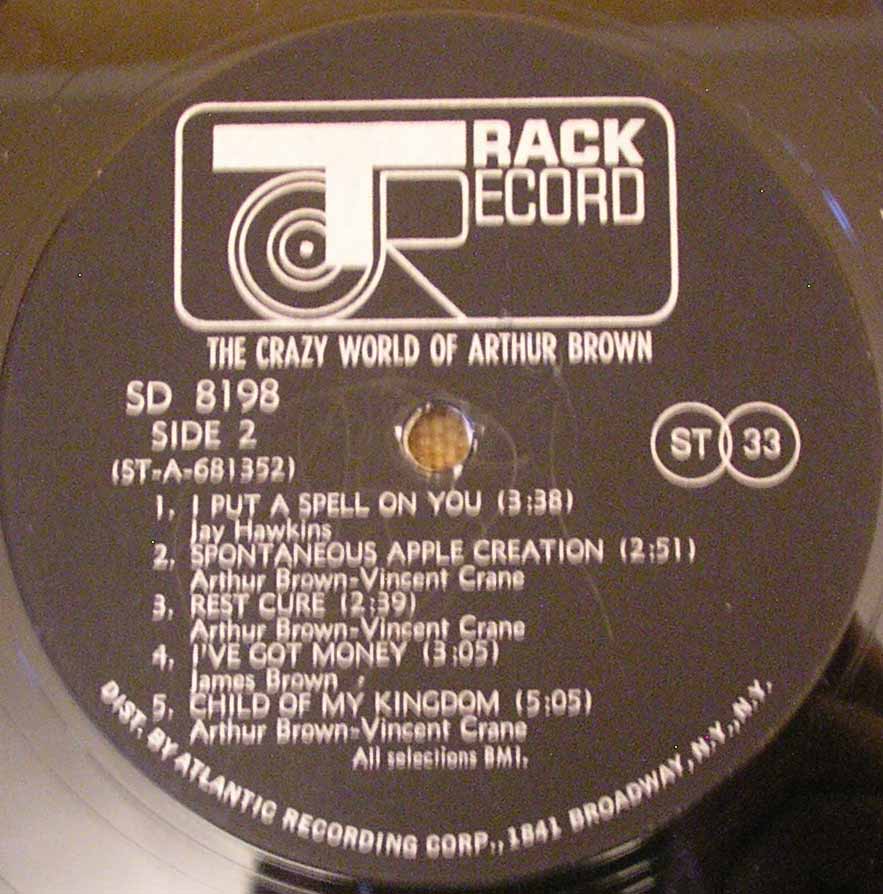 TRACK
RECORD
THE CRAZY WORLD OF ARTHUR BROWN
SD 8198
SIDE 2
(ST-A-681352)
ST 33
1. I PUT A SPELL ON YOU (3:38)
Jay Hawkins
2. SPONTANEOUS APPLE CREATION (2:51)
Arthur Brown-Vincent Crane
3. REST CURE (2:39)
Arthur Brown-Vincent Crane
4. I'VE GOT MONEY (3:05)
James Brown
5. CHILD OF MY KINGDOM (5:05)
Arthur Brown-Vincent Crane
All selections BMI.
DIST. BY ATLANTIC RECORDING CORP., 1841 BROADWAY, N.Y., N.Y.